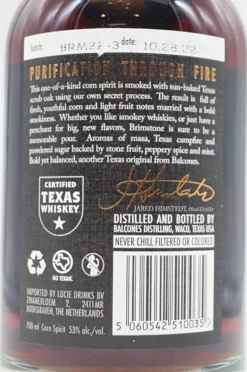 batch: BRM22-3 date: 10.28.22
PURIFICATION THROUGH FIRE
This one-of-a-kind corn spirit is smoked with sun-baked Texas
scrub oak using our own secret process. The result is full of
fresh, youthful corn and light fruit notes married with a bold
smokiness. Whether you like smokey whiskies, or just have a
penchant for big, new flavors, Brimstone is sure to be a
memorable pour. Aromas of masa, Texas campfire and
powdered sugar backed by stone fruit, peppery spice and mint.
Bold yet balanced, another Texas original from Balcones.
CERTIFIED
TEXAS
WHISKEY
JARED HIMSTEDT, Head Distiller
DISTILLED AND BOTTLED BY
BALCONES DISTILLING, WACO, TEXAS-USA
NEVER CHILL FILTERED OR COLORED
GO TEXAN.
IMPORTED BY LUCIE DRINKS BV
2, 2411MR
BODEGRAVEN, THE NETHERLANDS
700 ml Corn Spirit 53% alc/vol.
5 060542 510035